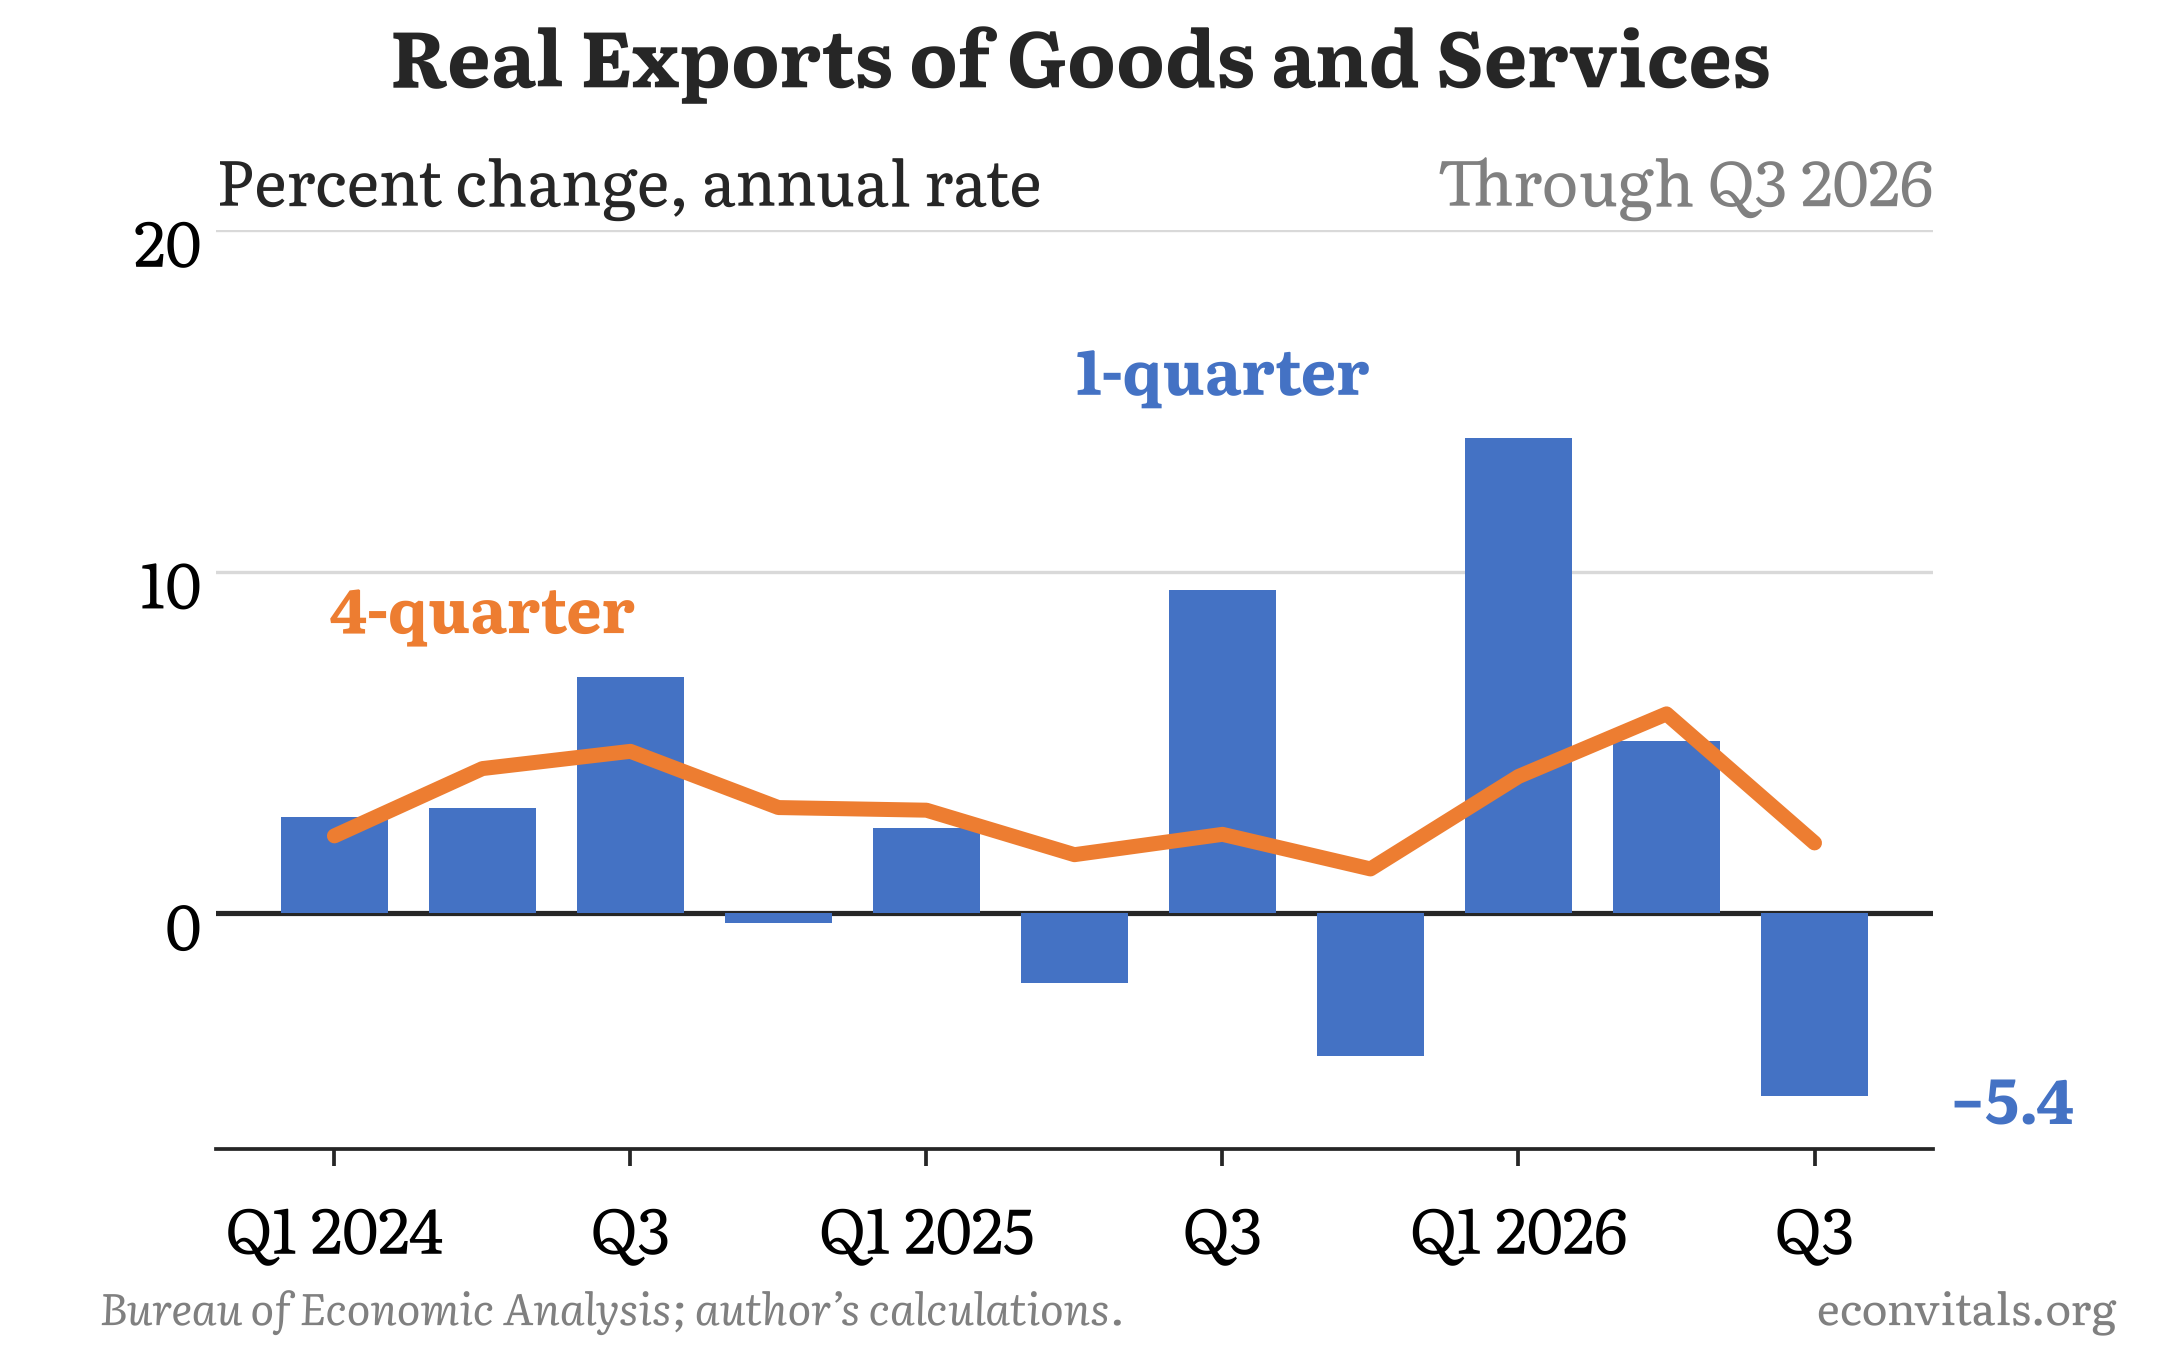 Real Exports of Goods and Services
Percent change, annual rate
Through Q3 2026
20
1-quarter
10
4-quarter
0
−5.4
Q1 2024 Q3 Q1 2025 Q3 Q1 2026 Q3
Bureau of Economic Analysis; author’s calculations.
econvitals.org